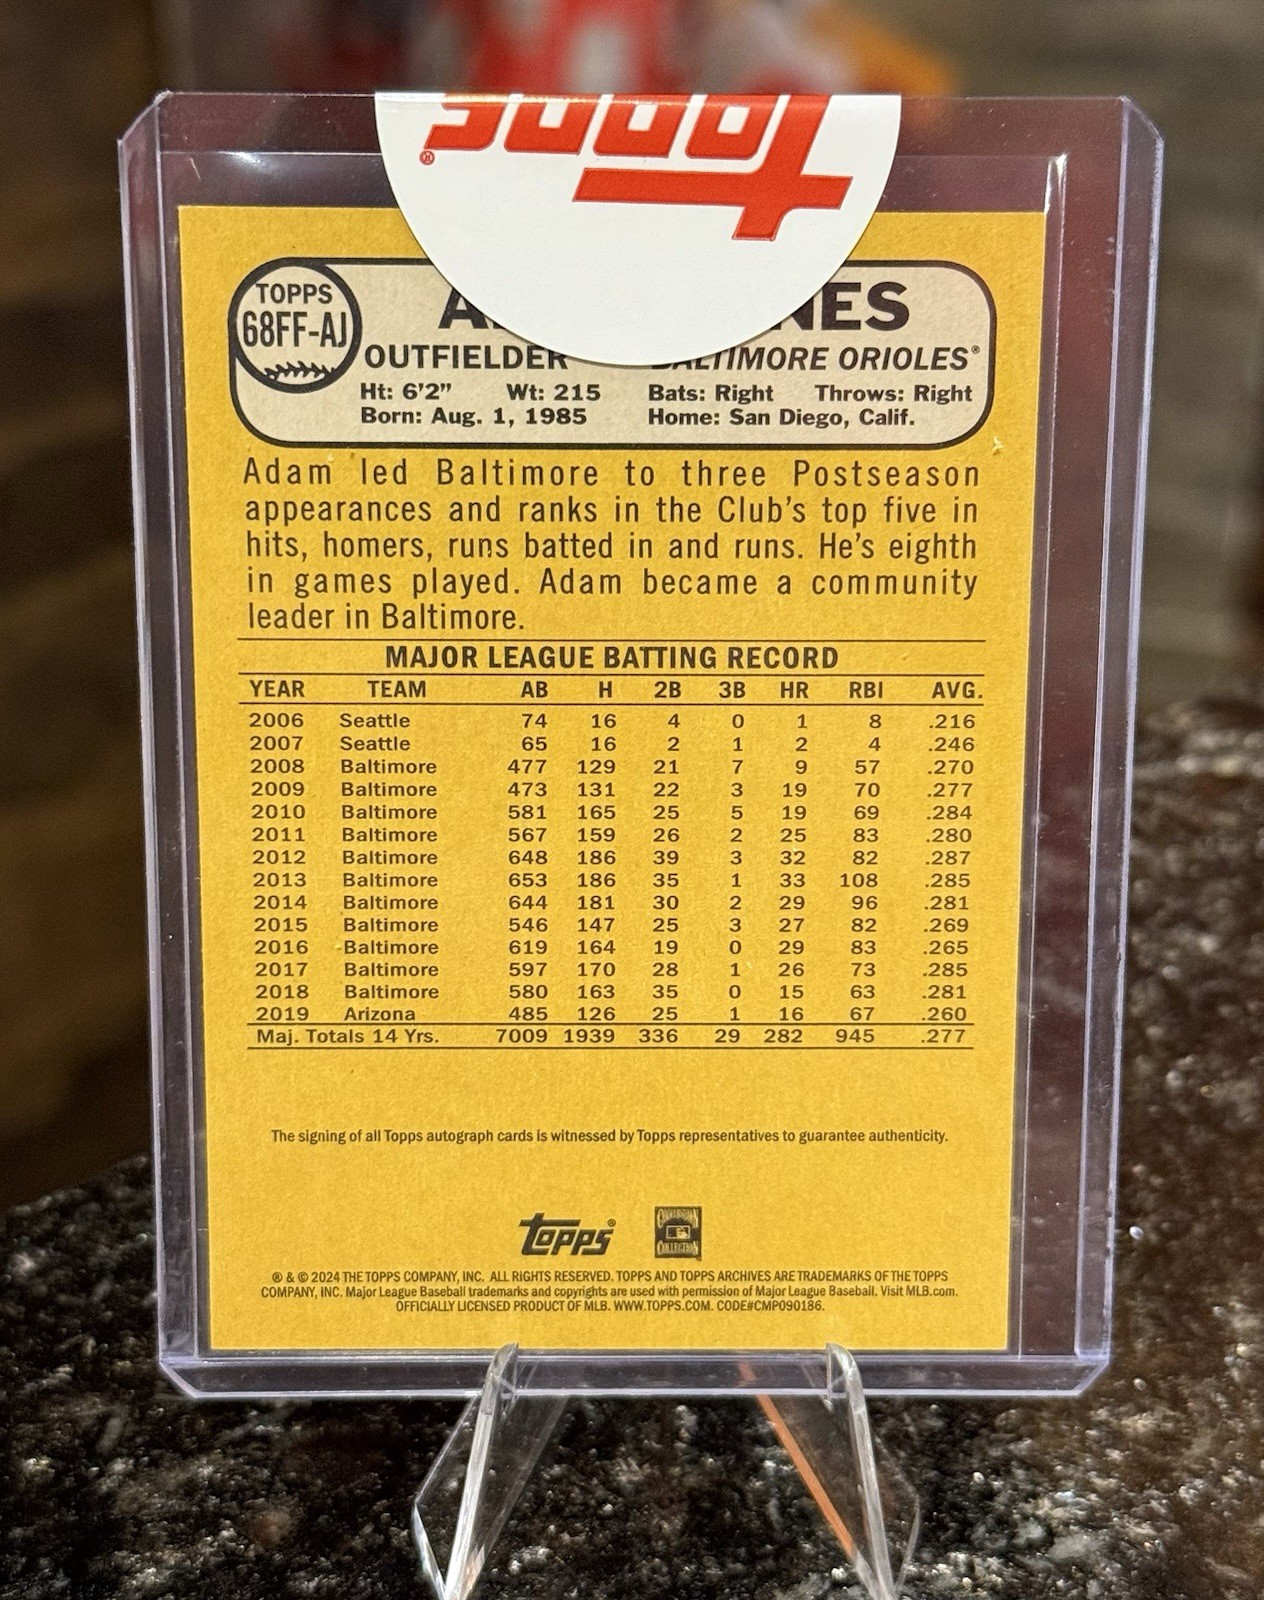 Topps
®
TOPPS
68FF-AJ
OUTFIELDER BALTIMORE ORIOLES®
Ht: 6'2" Wt: 215 Bats: Right Throws: Right
Born: Aug. 1, 1985 Home: San Diego, Calif.
Adam led Baltimore to three Postseason
appearances and ranks in the Club's top five in
hits, homers, runs batted in and runs. He's eighth
in games played. Adam became a community
leader in Baltimore.
MAJOR LEAGUE BATTING RECORD
YEAR TEAM AB H 2B 3B HR RBI AVG.
2006 Seattle 74 16 4 0 1 8 .216
2007 Seattle 65 16 2 1 2 4 .246
2008 Baltimore 477 129 21 7 9 57 .270
2009 Baltimore 473 131 22 3 19 70 .277
2010 Baltimore 581 165 25 5 19 69 .284
2011 Baltimore 567 159 26 2 25 83 .280
2012 Baltimore 648 186 39 3 32 82 .287
2013 Baltimore 653 186 35 1 33 108 .285
2014 Baltimore 644 181 30 2 29 96 .281
2015 Baltimore 546 147 25 3 27 82 .269
2016 Baltimore 619 164 19 0 29 83 .265
2017 Baltimore 597 170 28 1 26 73 .285
2018 Baltimore 580 163 35 0 15 63 .281
2019 Arizona 485 126 25 1 16 67 .260
Maj. Totals 14 Yrs. 7009 1939 336 29 282 945 .277
The signing of all Topps autograph cards is witnessed by Topps representatives to guarantee authenticity.
Topps®
COOPERSTOWN
COLLECTION
® & © 2024 THE TOPPS COMPANY, INC. ALL RIGHTS RESERVED. TOPPS AND TOPPS ARCHIVES ARE TRADEMARKS OF THE TOPPS
COMPANY, INC. Major League Baseball trademarks and copyrights are used with permission of Major League Baseball. Visit MLB.com.
OFFICIALLY LICENSED PRODUCT OF MLB. WWW.TOPPS.COM. CODE#CMP090186.